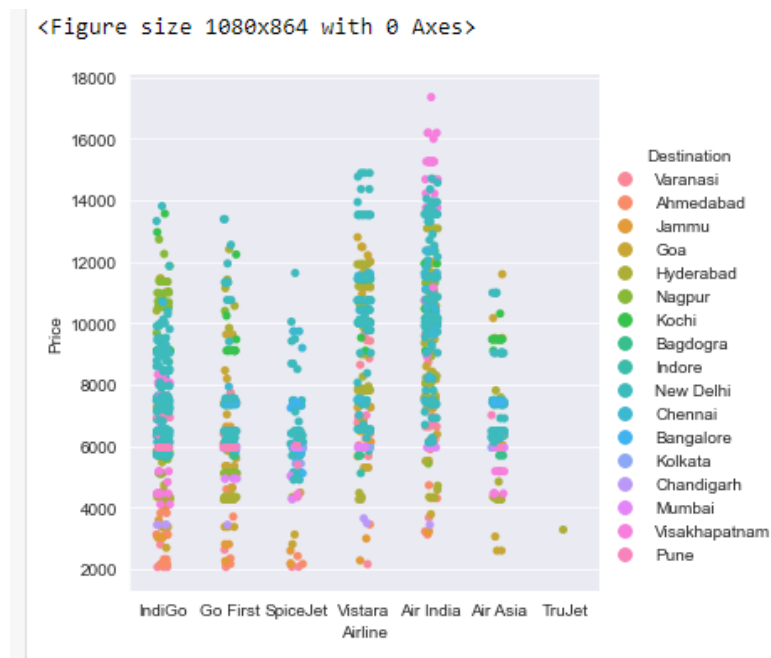 <Figure size 1080x864 with 0 Axes>
18000
16000
14000
12000
10000
8000
6000
4000
2000
Price
IndiGo Go First SpiceJet Vistara Air India Air Asia TruJet
Airline
Destination
Varanasi
Ahmedabad
Jammu
Goa
Hyderabad
Nagpur
Kochi
Bagdogra
Indore
New Delhi
Chennai
Bangalore
Kolkata
Chandigarh
Mumbai
Visakhapatnam
Pune